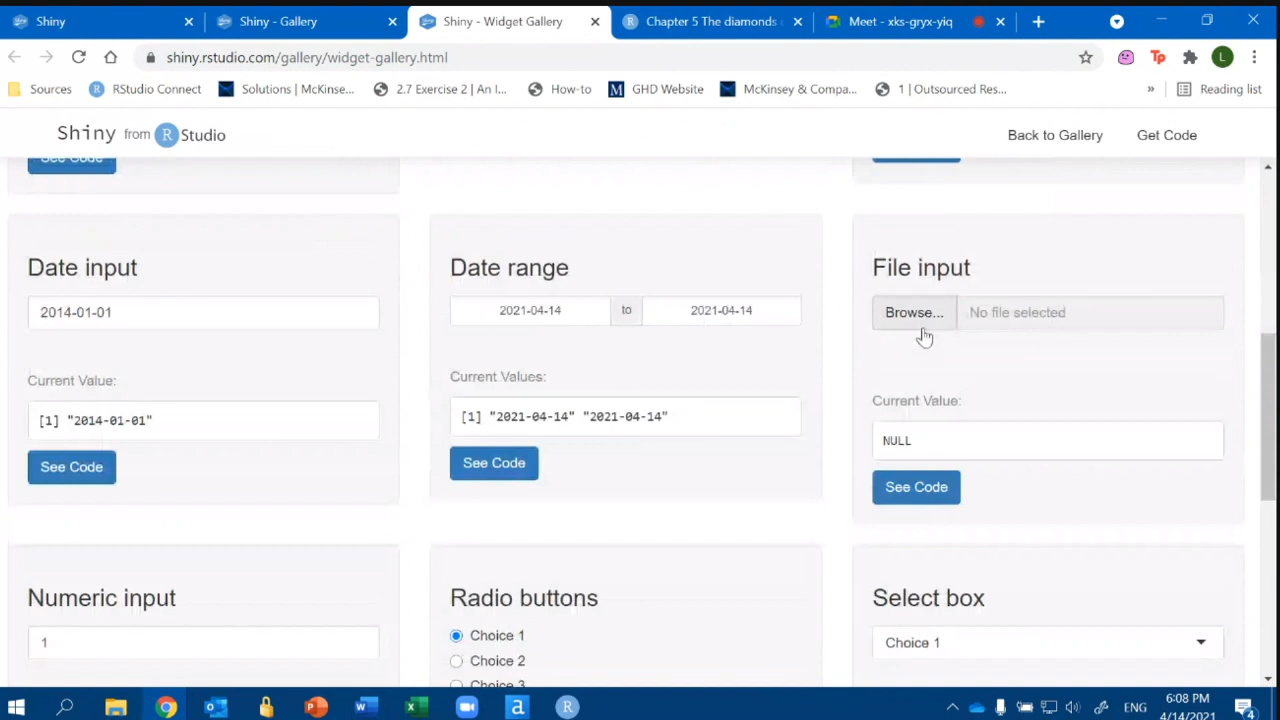 Shiny
Shiny - Gallery
Shiny - Widget Gallery
Chapter 5 The diamonds
Meet - xks-gryx-yiq
shiny.rstudio.com/gallery/widget-gallery.html
Tp
L
Sources
RStudio Connect
Solutions | McKinse...
2.7 Exercise 2 | An I...
How-to
M
GHD Website
McKinsey & Compa...
1 | Outsourced Res...
»
Reading list
Shiny from R Studio
Back to Gallery
Get Code
See Code
Date input
2014-01-01
Current Value:
[1] "2014-01-01"
See Code
Date range
2021-04-14 to 2021-04-14
Current Values:
[1] "2021-04-14" "2021-04-14"
See Code
File input
Browse... No file selected
Current Value:
NULL
See Code
Numeric input
1
Radio buttons
Choice 1
Choice 2
Choice 3
Select box
Choice 1
ENG
6:08 PM
4/14/2021
4